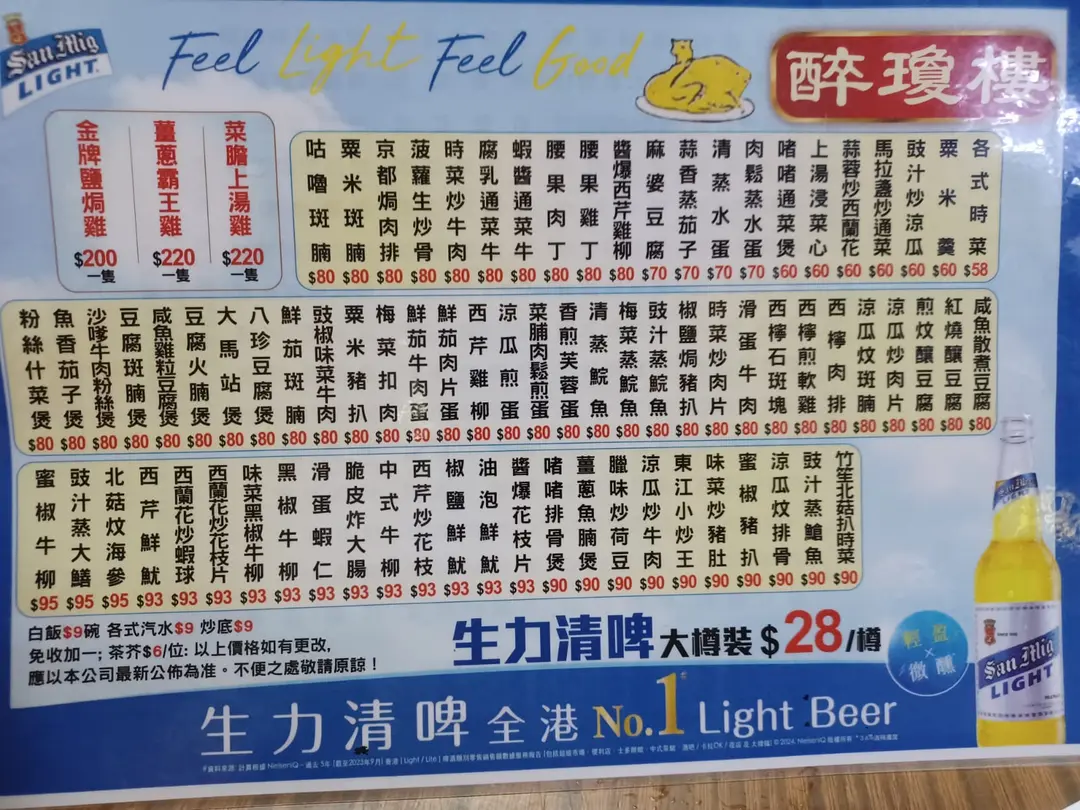 San Mig
LIGHT
Feel Light Feel Good
醉瓊樓
菜膽上湯雞 $220 一隻
薑蔥霸王雞 $220 一隻
金牌鹽焗雞 $200 一隻
各式時菜 $58
粟米羹 $60
豉汁炒涼瓜 $60
馬拉盞炒通菜 $60
蒜蓉炒西蘭花 $60
上湯浸菜心 $60
啫啫通菜煲 $60
肉鬆蒸水蛋 $70
清蒸水蛋 $70
蒜香蒸茄子 $70
麻婆豆腐 $70
醬爆西芹雞柳 $80
腰果雞丁 $80
腰果肉丁 $80
蝦醬通菜牛 $80
腐乳通菜牛 $80
時菜炒牛肉 $80
菠蘿生炒骨 $80
京都焗肉排 $80
粟米斑腩 $80
咕嚕斑腩 $80
咸魚散煮豆腐 $80
紅燒釀豆腐 $80
煎炆釀豆腐 $80
涼瓜炒肉片 $80
涼瓜炆斑腩 $80
西檸肉排 $80
西檸煎軟雞 $80
西檸石斑塊 $80
滑蛋牛肉 $80
時菜炒肉片 $80
椒鹽焗豬扒 $80
豉汁蒸鯇魚 $80
梅菜蒸鯇魚 $80
清蒸鯇魚 $80
香煎芙蓉蛋 $80
菜脯肉鬆煎蛋 $80
涼瓜煎蛋 $80
西芹雞柳 $80
鮮茄肉片蛋 $80
鮮茄牛肉蛋 $80
梅菜扣肉 $80
粟米豬扒 $80
豉椒味菜牛肉 $80
鮮茄斑腩 $80
八珍豆腐煲 $80
大馬站煲 $80
豆腐火腩煲 $80
咸魚雞粒豆腐煲 $80
豆腐斑腩煲 $80
沙嗲牛肉粉絲煲 $80
魚香茄子煲 $80
粉絲什菜煲 $80
竹笙北菇扒時菜 $90
豉汁蒸鎗魚 $90
涼瓜炆排骨 $90
蜜椒豬扒 $90
味菜炒豬肚 $90
東江小炒王 $90
涼瓜炒牛肉 $90
臘味炒荷豆 $90
薑蔥魚腩煲 $90
啫啫排骨煲 $90
醬爆花枝片 $93
油泡鮮魷 $93
椒鹽鮮魷 $93
西芹炒花枝 $93
中式牛柳 $93
脆皮炸大腸 $93
滑蛋蝦仁 $93
黑椒牛柳 $93
味菜黑椒牛柳 $93
西蘭花炒花枝片 $93
西蘭花炒蝦球 $93
西芹鮮魷 $93
北菇炆海參 $95
豉汁蒸大鱔 $95
蜜椒牛柳 $95
白飯$9碗 各式汽水$9 炒底$9
免收加一; 茶芥$6/位: 以上價格如有更改,
應以本公司最新公佈為准。不便之處敬請原諒！
生力清啤 大樽裝 $28/樽
輕盈
×
微醺
San Mig
LIGHT
生力清啤 全港 No.1 Light Beer